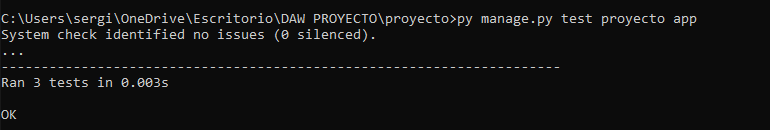 C:\Users\sergi\OneDrive\Escritorio\DAW PROYECTO\proyecto>py manage.py test proyecto app
System check identified no issues (0 silenced).
...
----------------------------------------------------------------------
Ran 3 tests in 0.003s
OK